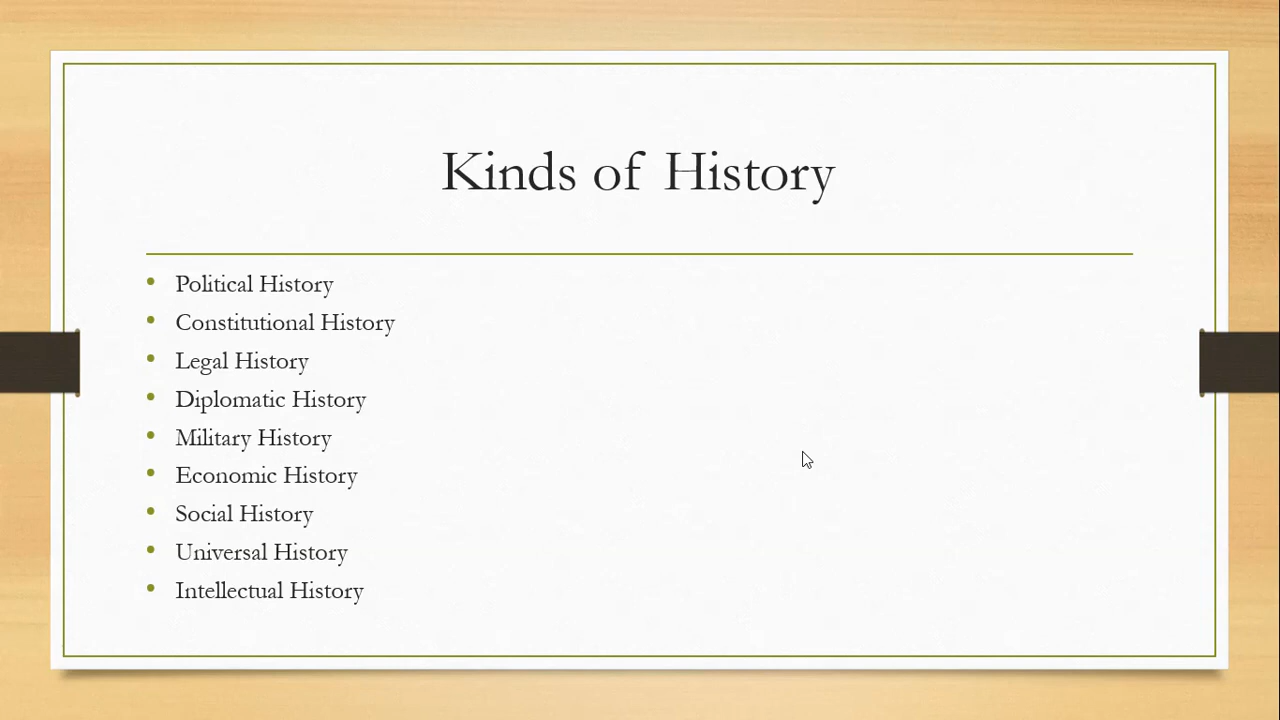 Kinds of History
• Political History
• Constitutional History
• Legal History
• Diplomatic History
• Military History
• Economic History
• Social History
• Universal History
• Intellectual History